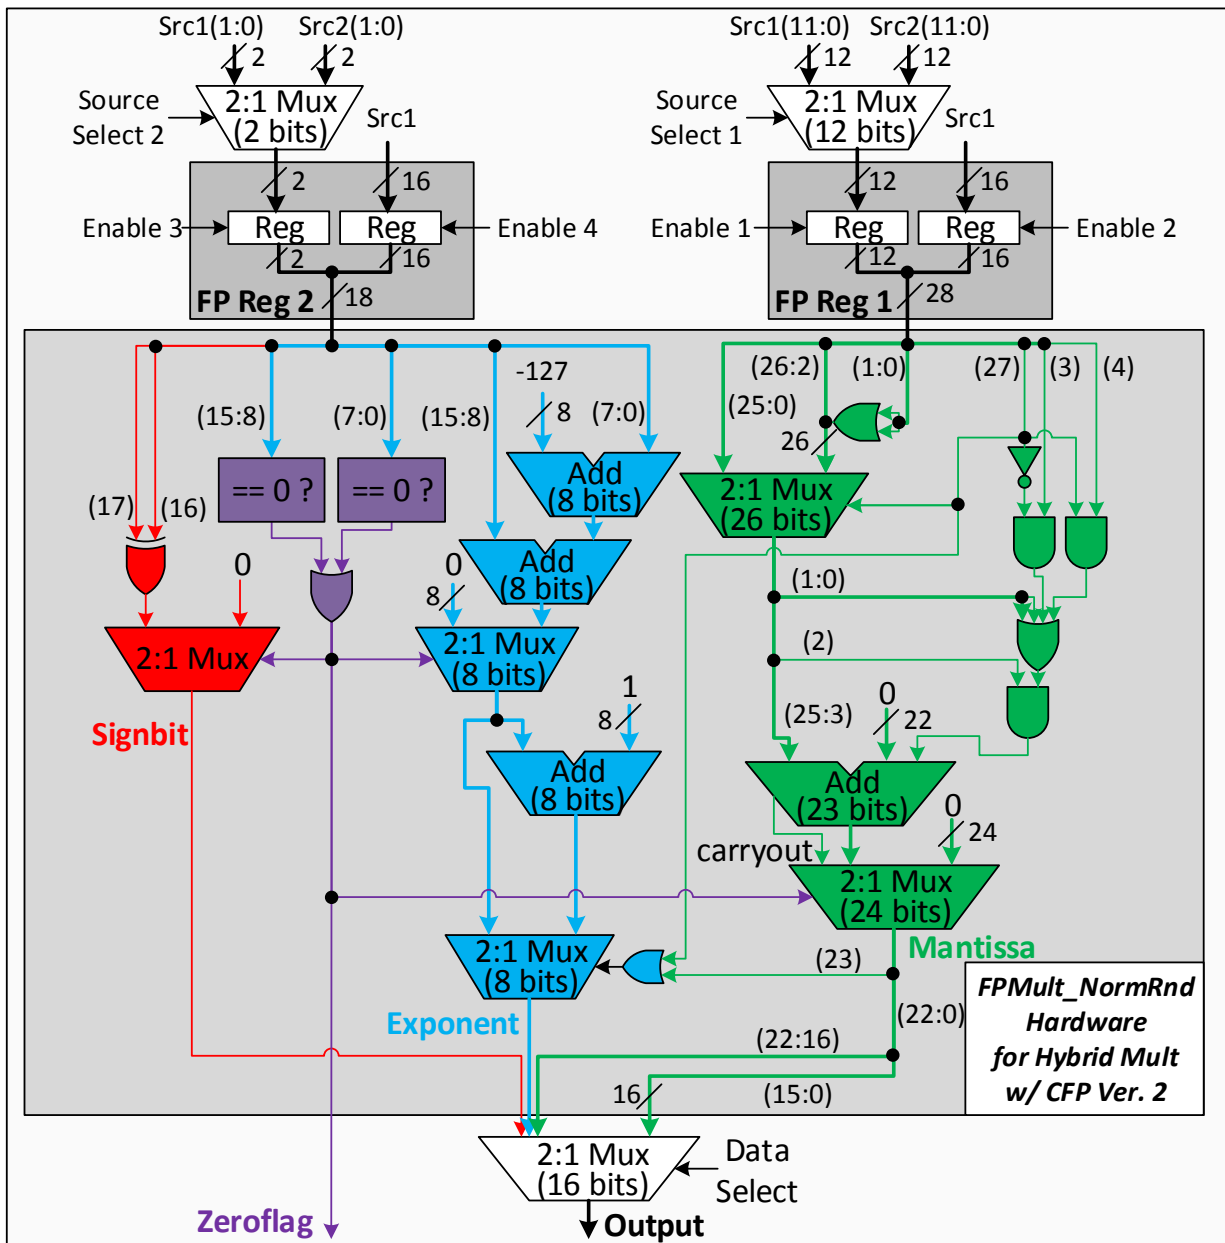 Src1(1:0)
Src2(1:0)
Src1(11:0)
Src2(11:0)
2
2
12
12
Source
Select 2
2:1 Mux
(2 bits)
Src1
Source
Select 1
2:1 Mux
(12 bits)
Src1
2
16
12
16
Enable 3
Reg
Reg
Enable 4
Enable 1
Reg
Reg
Enable 2
2
16
12
16
FP Reg 2
18
FP Reg 1
28
-127
(26:2)
(1:0)
(27)
(3)
(4)
(15:8)
(7:0)
(15:8)
8
(7:0)
(25:0)
26
== 0 ?
== 0 ?
Add
(8 bits)
2:1 Mux
(26 bits)
(17)
(16)
0
0
8
Add
(8 bits)
(1:0)
2:1 Mux
2:1 Mux
(8 bits)
(2)
Signbit
1
8
0
22
(25:3)
Add
(8 bits)
Add
(23 bits)
0
24
carryout
2:1 Mux
(24 bits)
Mantissa
2:1 Mux
(8 bits)
(23)
Exponent
(22:0)
(22:16)
16
(15:0)
FPMult_NormRnd
Hardware
for Hybrid Mult
w/ CFP Ver. 2
2:1 Mux
(16 bits)
Data
Select
Zeroflag
Output